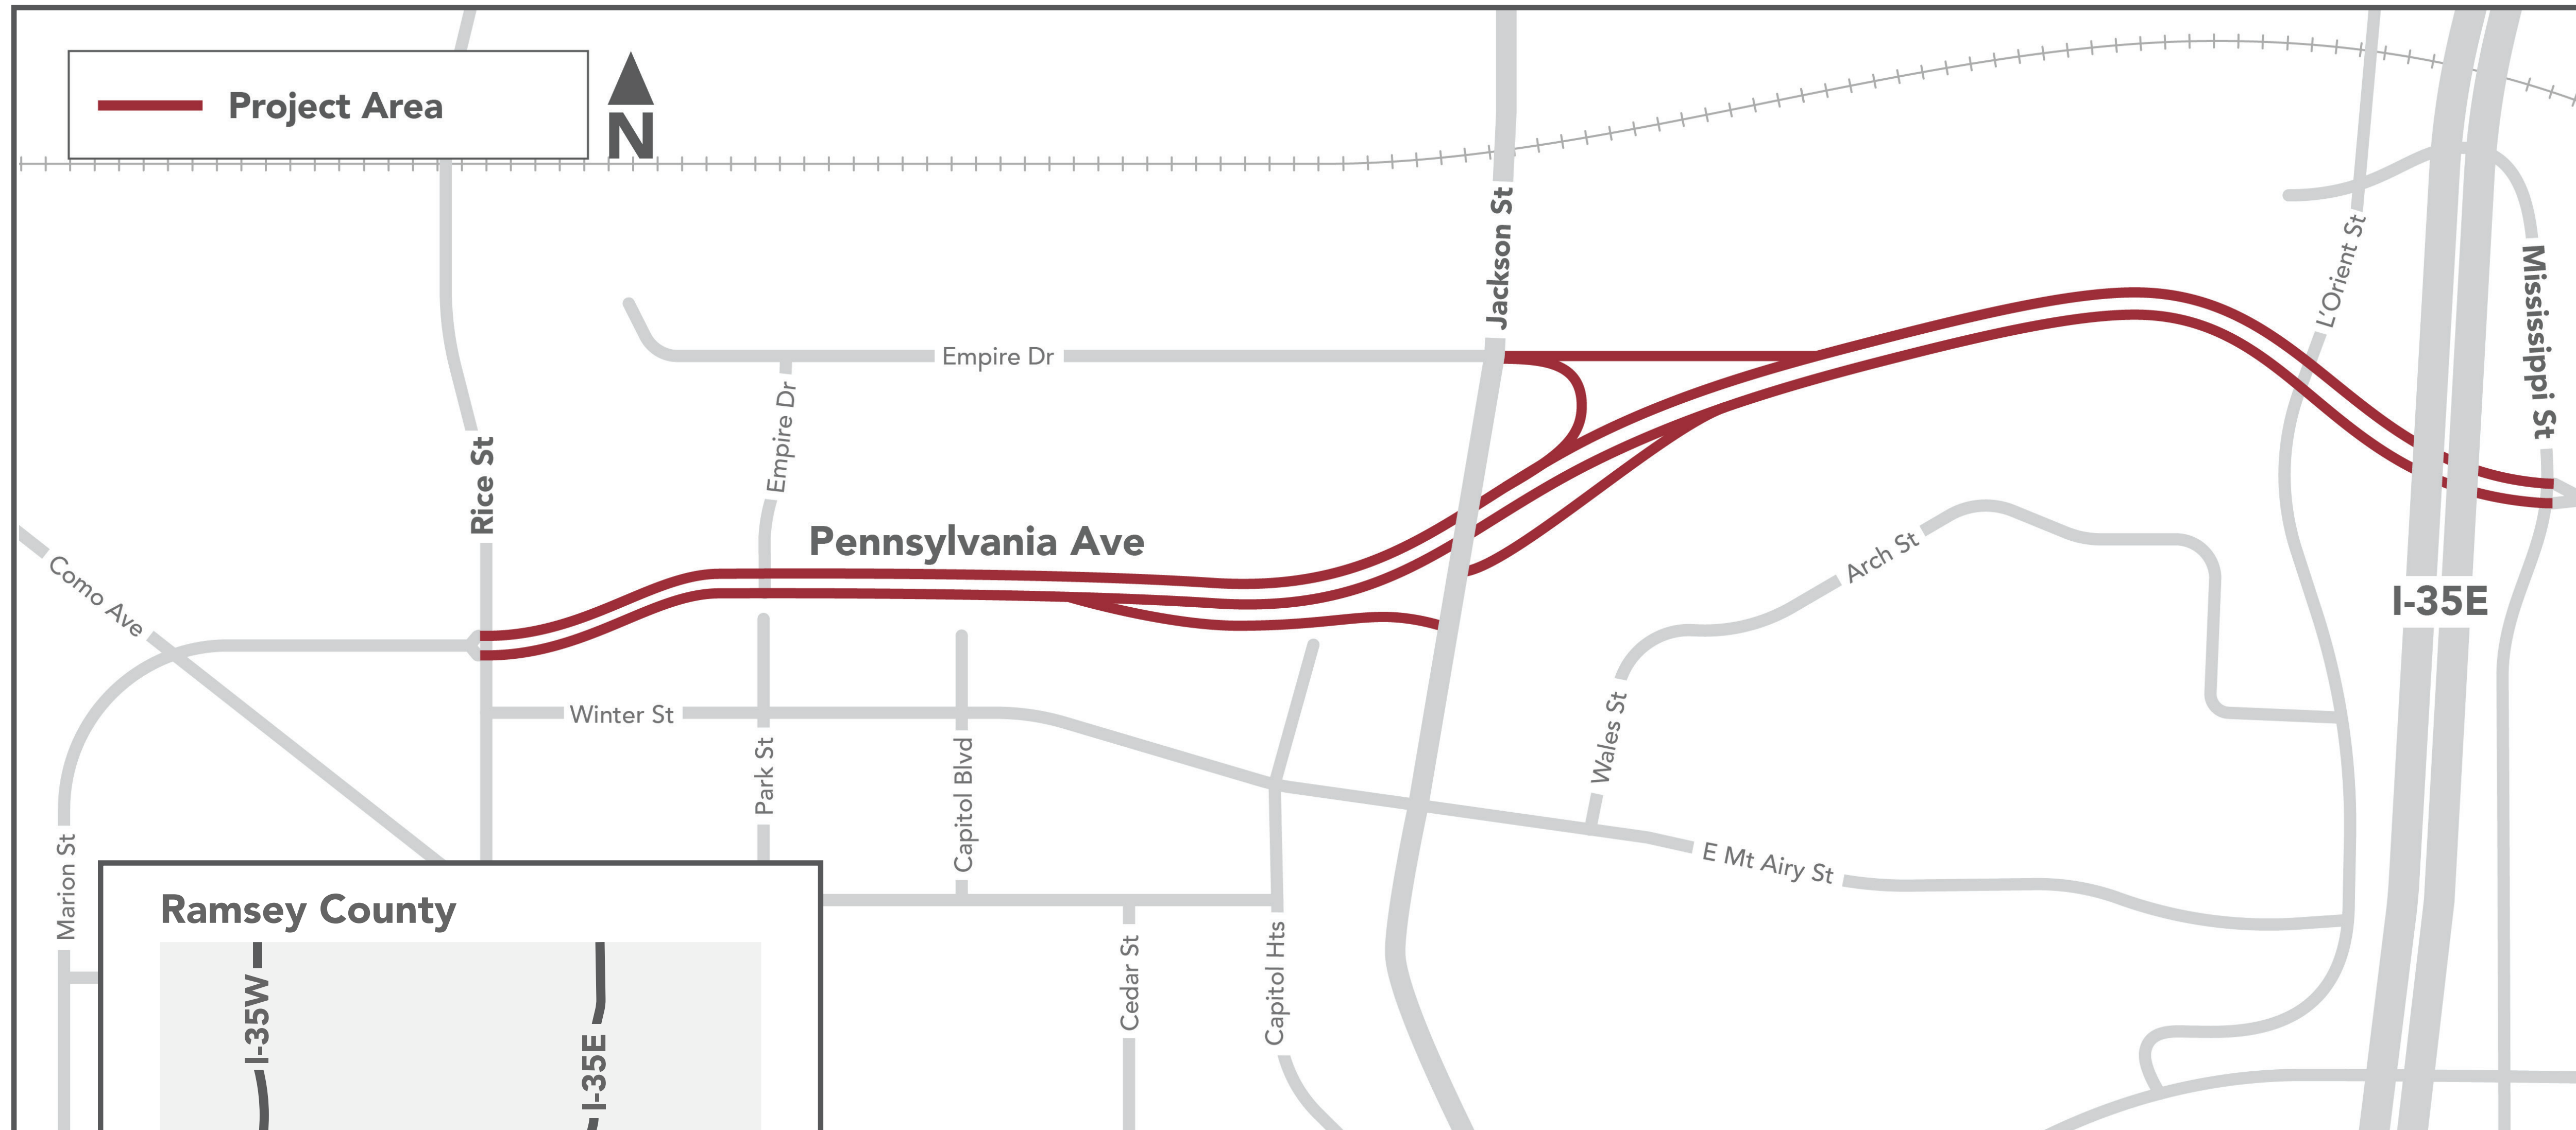 Project Area
N
Jackson St
L'Orient St
Mississippi St
Empire Dr
Empire Dr
Rice St
Pennsylvania Ave
Como Ave
Arch St
I-35E
Winter St
Wales St
Park St
Capitol Blvd
Marion St
E Mt Airy St
Ramsey County
Cedar St
Capitol Hts
I-35W
I-35E